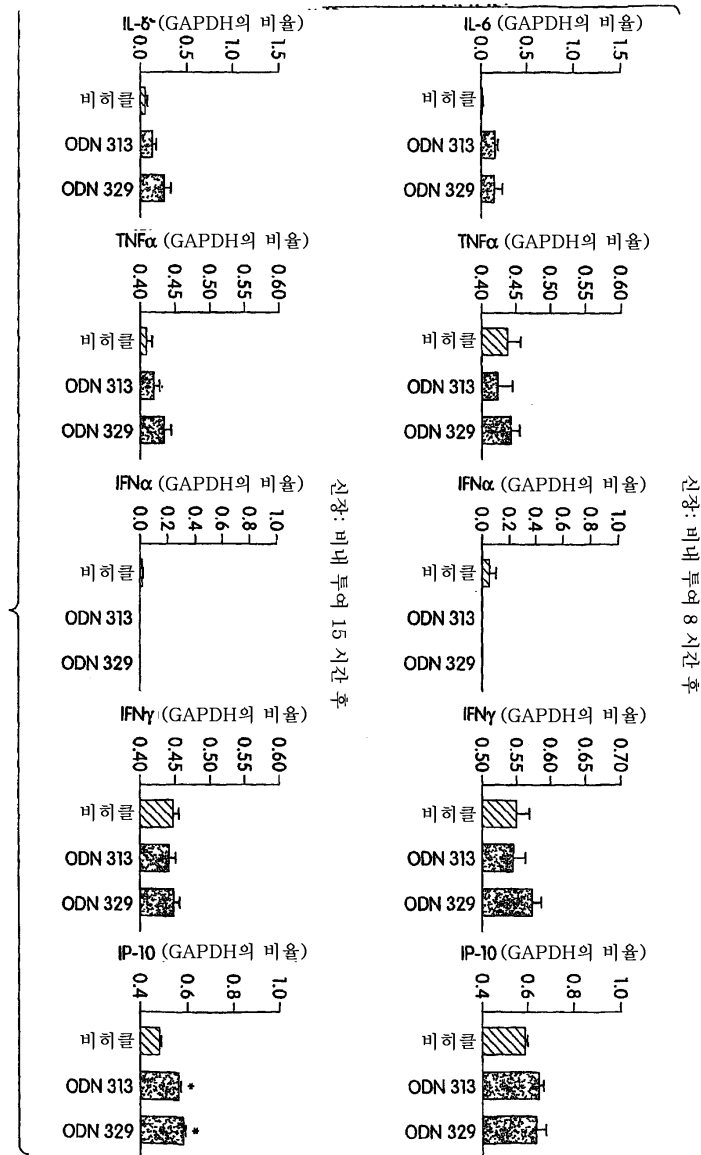 IL-6 (GAPDH의 비율)
0.0 0.5 1.0 1.5
비히클
ODN 313
ODN 329
TNFα (GAPDH의 비율)
0.40 0.45 0.50 0.55 0.60
비히클
ODN 313
ODN 329
IFNα (GAPDH의 비율)
0.0 0.2 0.4 0.6 0.8 1.0
비히클
ODN 313
ODN 329
IFNγ (GAPDH의 비율)
0.50 0.55 0.60 0.65 0.70
비히클
ODN 313
ODN 329
IP-10 (GAPDH의 비율)
0.4 0.6 0.8 1.0
비히클
ODN 313
ODN 329
신장: 비내 투여 8 시간 후
IL-6 (GAPDH의 비율)
0.0 0.5 1.0 1.5
비히클
ODN 313
ODN 329
TNFα (GAPDH의 비율)
0.40 0.45 0.50 0.55 0.60
비히클
ODN 313
ODN 329
IFNα (GAPDH의 비율)
0.0 0.2 0.4 0.6 0.8 1.0
비히클
ODN 313
ODN 329
IFNγ (GAPDH의 비율)
0.40 0.45 0.50 0.55 0.60
비히클
ODN 313
ODN 329
IP-10 (GAPDH의 비율)
0.4 0.6 0.8 1.0
비히클
ODN 313 *
ODN 329 *
신장: 비내 투여 15 시간 후